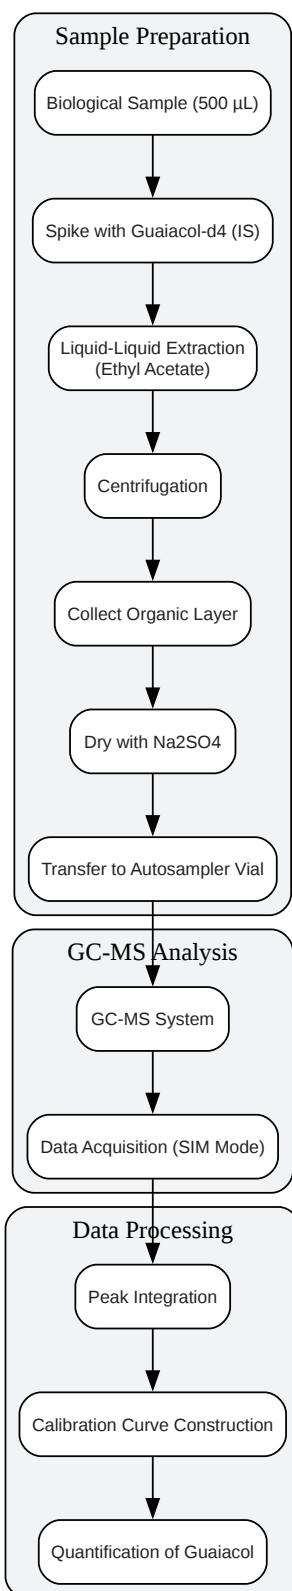 Sample Preparation
Biological Sample (500 µL)
Spike with Guaiacol-d4 (IS)
Liquid-Liquid Extraction
(Ethyl Acetate)
Centrifugation
Collect Organic Layer
Dry with Na2SO4
Transfer to Autosampler Vial
GC-MS Analysis
GC-MS System
Data Acquisition (SIM Mode)
Data Processing
Peak Integration
Calibration Curve Construction
Quantification of Guaiacol